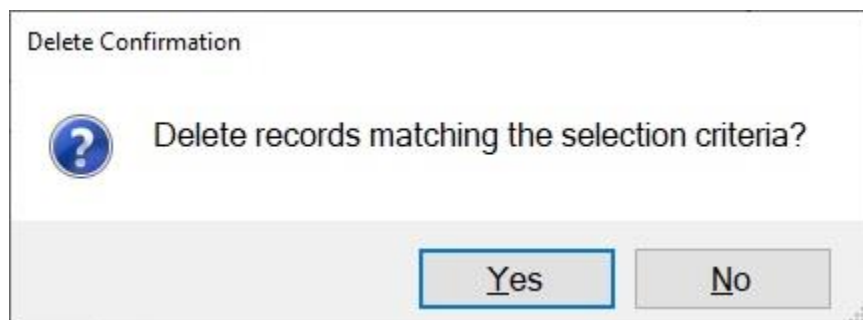 Delete Confirmation
Delete records matching the selection criteria?
Yes No